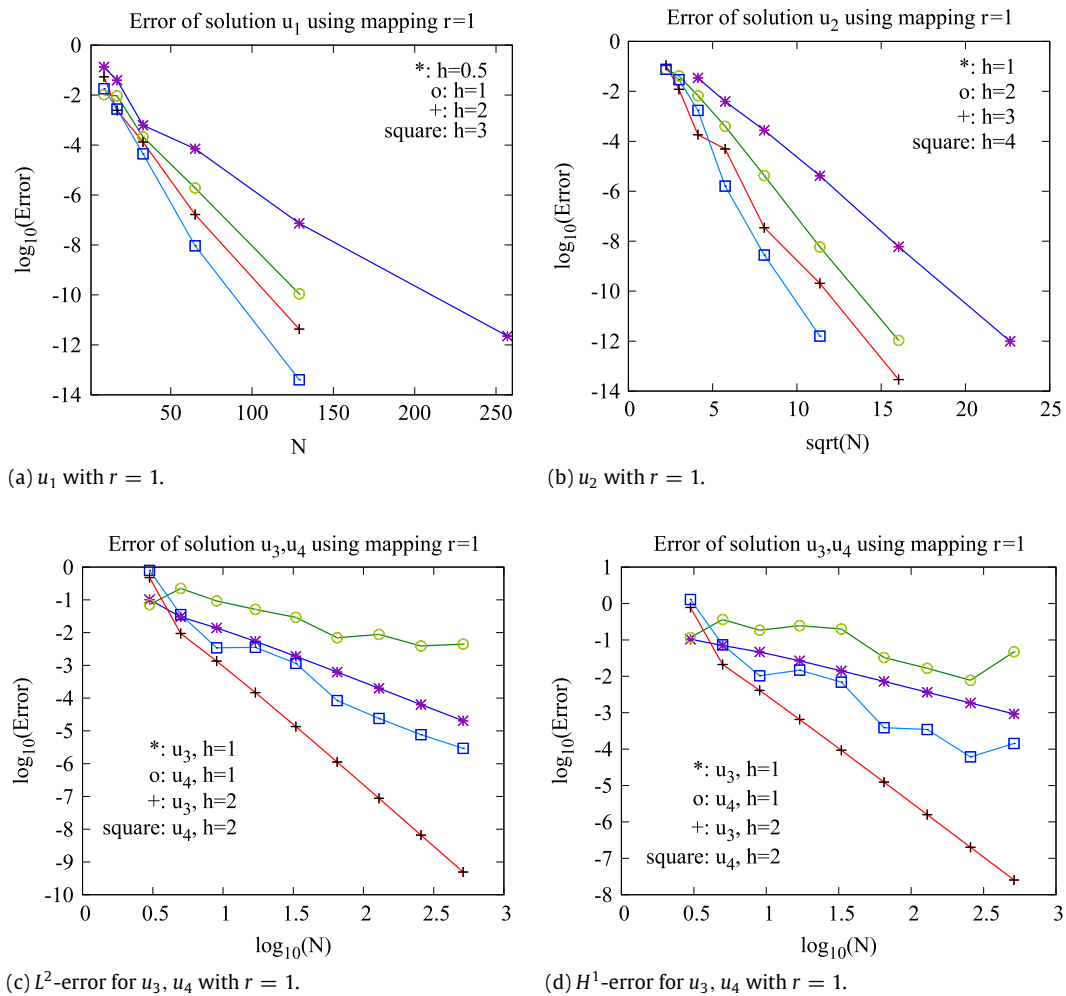 Error of solution u1 using mapping r=1
0
-2
-4
-6
-8
-10
-12
-14
log10(Error)
*: h=0.5
o: h=1
+: h=2
square: h=3
50
100
150
200
250
N
(a) u1 with r = 1.
Error of solution u2 using mapping r=1
0
-2
-4
-6
-8
-10
-12
-14
log10(Error)
*: h=1
o: h=2
+: h=3
square: h=4
0
5
10
15
20
25
sqrt(N)
(b) u2 with r = 1.
Error of solution u3,u4 using mapping r=1
0
-1
-2
-3
-4
-5
-6
-7
-8
-9
-10
log10(Error)
*: u3, h=1
o: u4, h=1
+: u3, h=2
square: u4, h=2
0
0.5
1
1.5
2
2.5
3
log10(N)
(c) L2-error for u3, u4 with r = 1.
Error of solution u3,u4 using mapping r=1
1
0
-1
-2
-3
-4
-5
-6
-7
-8
log10(Error)
*: u3, h=1
o: u4, h=1
+: u3, h=2
square: u4, h=2
0
0.5
1
1.5
2
2.5
3
log10(N)
(d) H1-error for u3, u4 with r = 1.